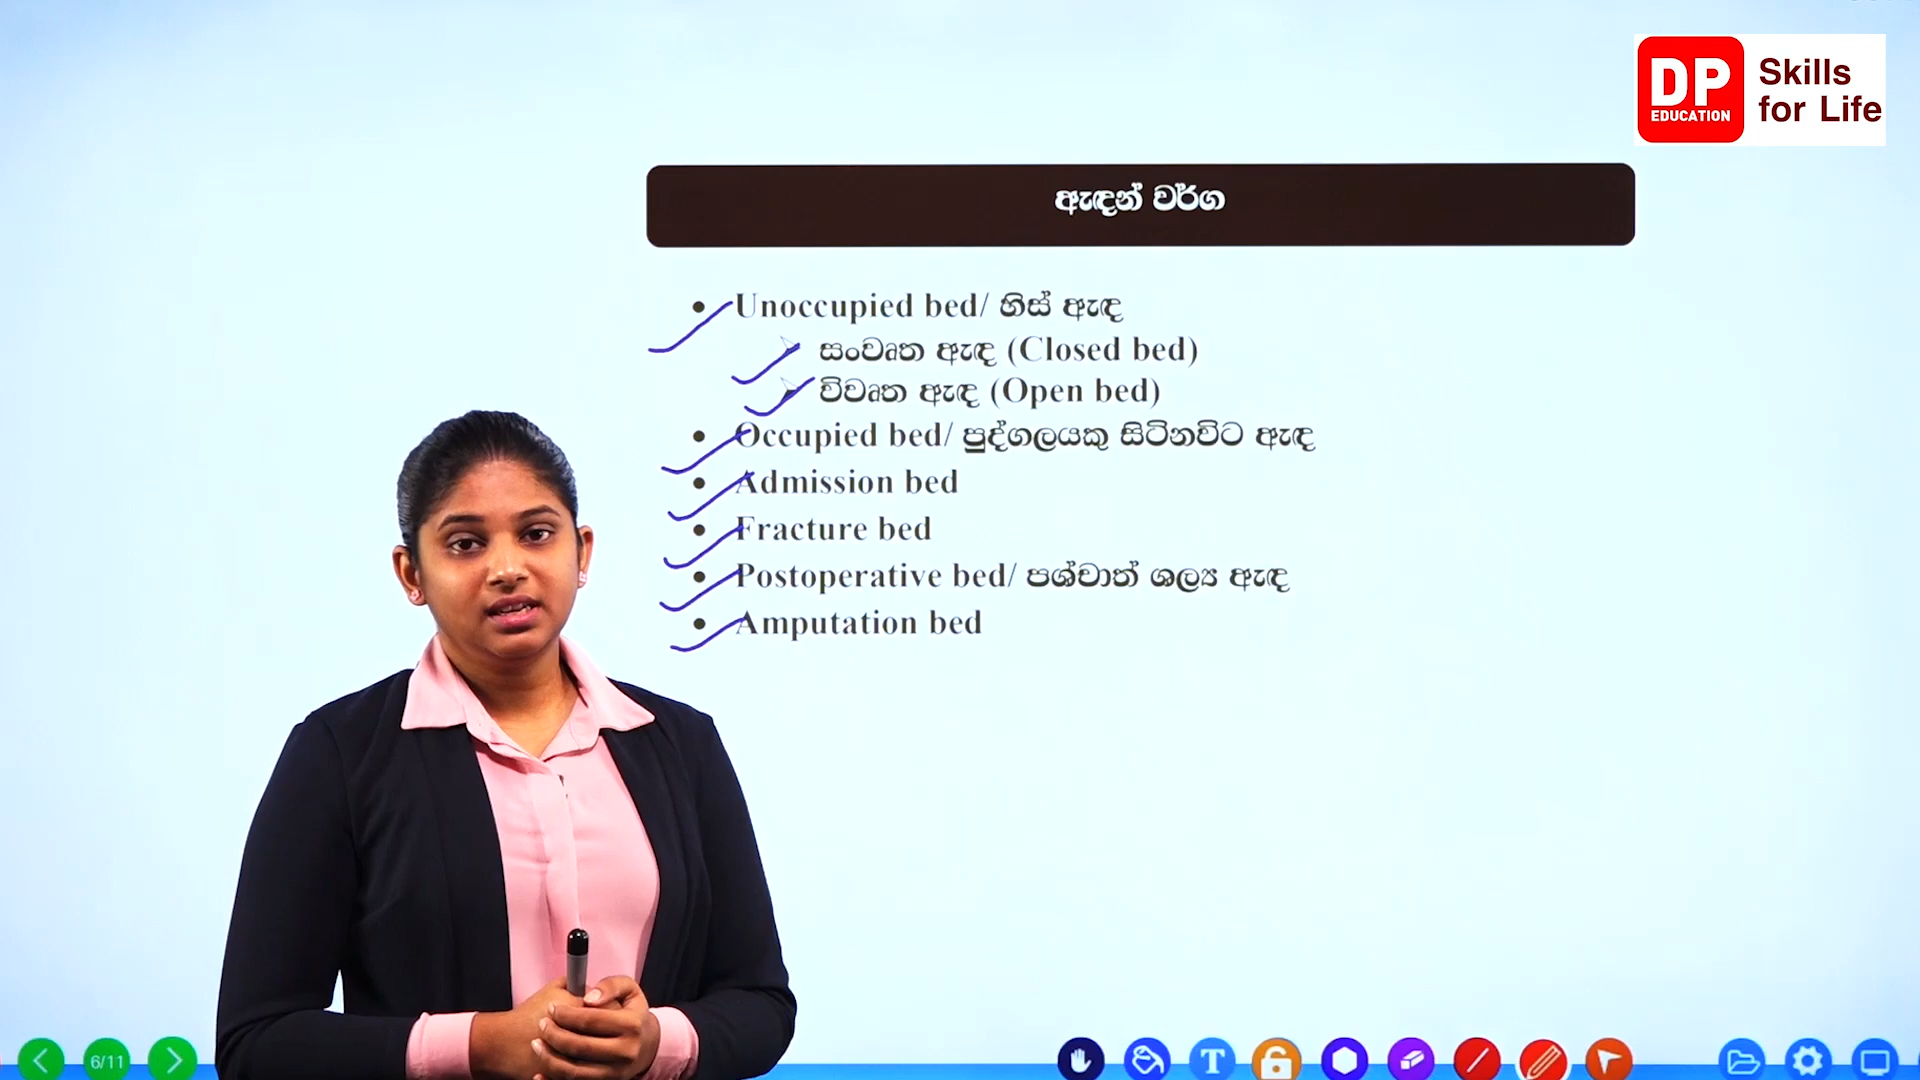 DP
EDUCATION
Skills
for Life
ඇඳන් වර්ග
• Unoccupied bed/ හිස් ඇඳ
➢ සංවෘත ඇඳ (Closed bed)
➢ විවෘත ඇඳ (Open bed)
• Occupied bed/ පුද්ගලයකු සිටිනවිට ඇඳ
• Admission bed
• Fracture bed
• Postoperative bed/ පශ්චාත් ශල්‍ය ඇඳ
• Amputation bed
6/11
T